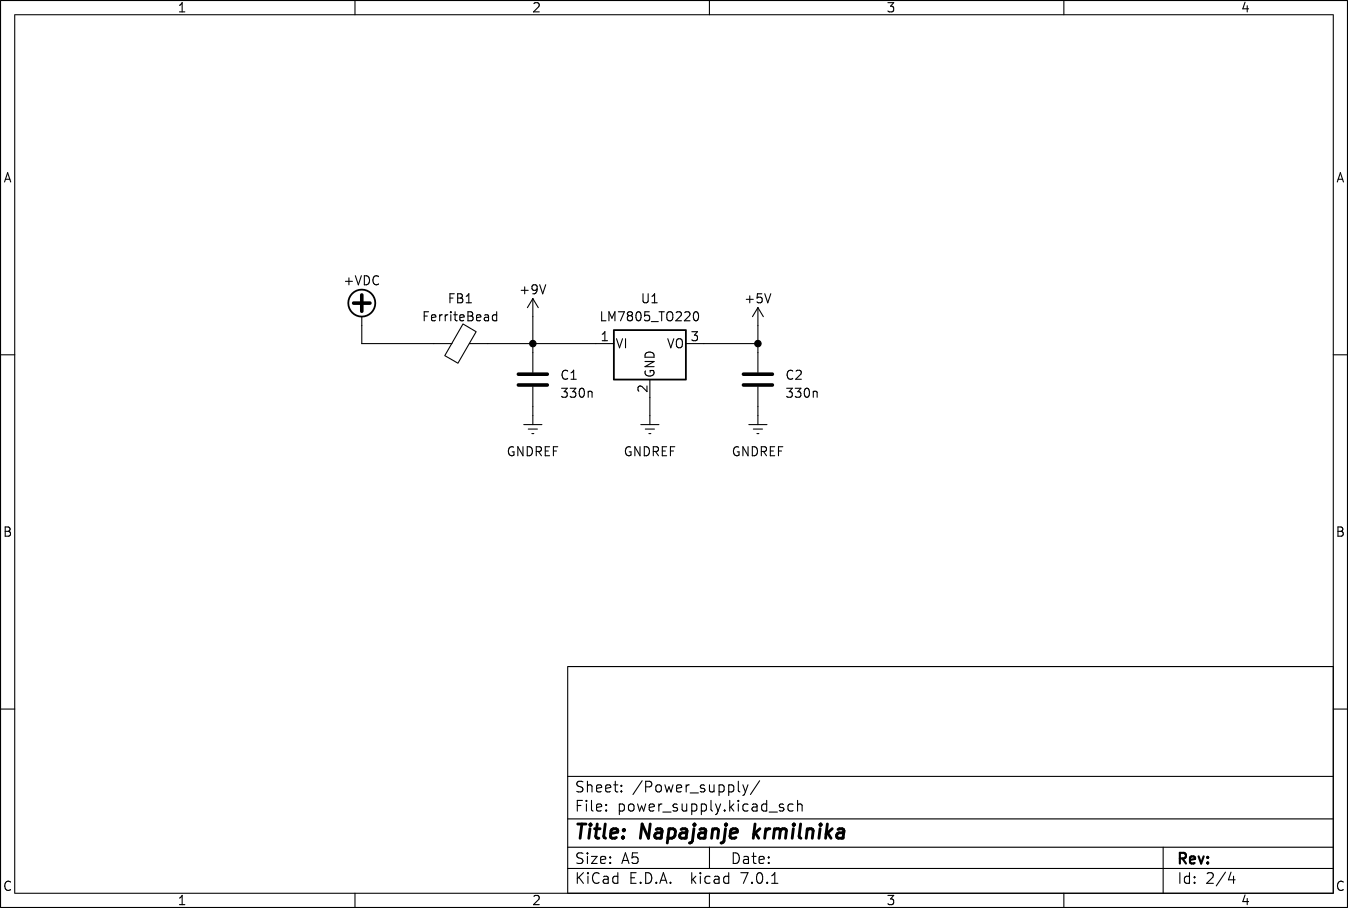 1 2 3 4
A A
+VDC
FB1
FerriteBead
+9V
U1
LM7805_TO220
+5V
1 VI VO 3
GND
2
C1
330n
C2
330n
GNDREF GNDREF GNDREF
B B
Sheet: /Power_supply/
File: power_supply.kicad_sch
Title: Napajanje krmilnika
Size: A5 Date: Rev:
KiCad E.D.A. kicad 7.0.1 Id: 2/4
C C
1 2 3 4